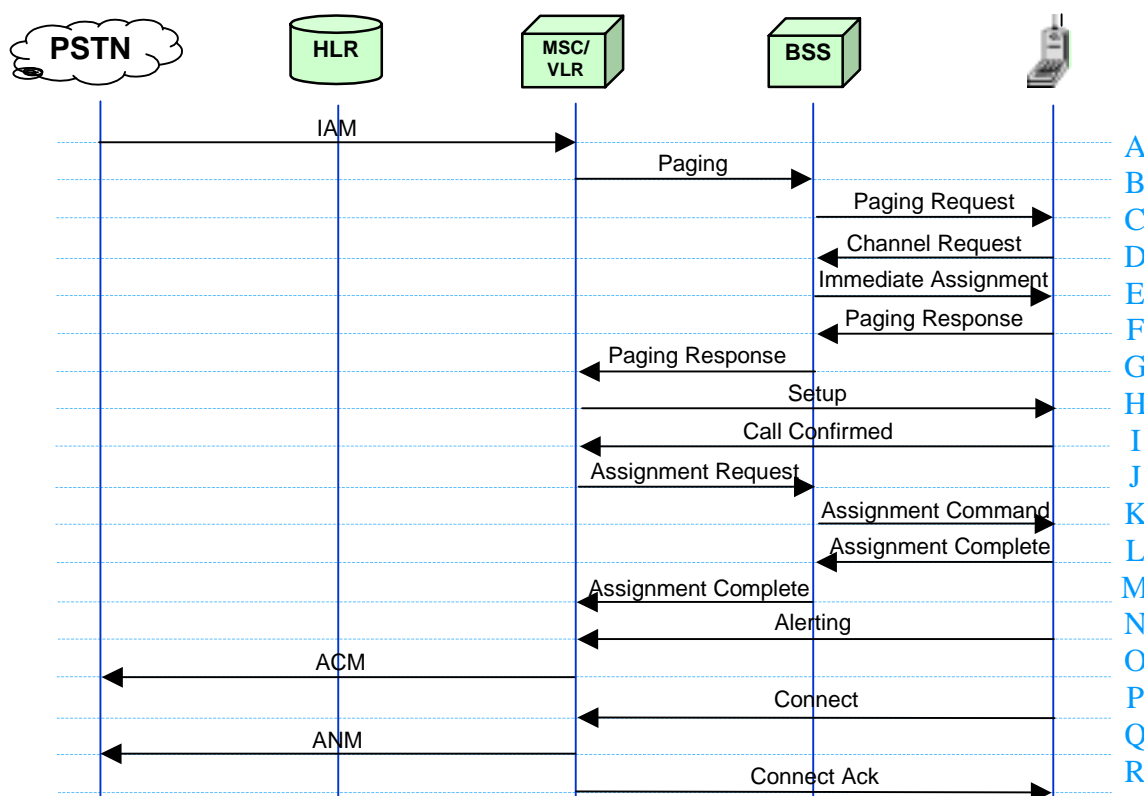 PSTN
HLR
MSC/
VLR
BSS
IAM
A
Paging
B
Paging Request
C
Channel Request
D
Immediate Assignment
E
Paging Response
F
Paging Response
G
Setup
H
Call Confirmed
I
Assignment Request
J
Assignment Command
K
Assignment Complete
L
Assignment Complete
M
Alerting
N
ACM
O
Connect
P
ANM
Q
Connect Ack
R